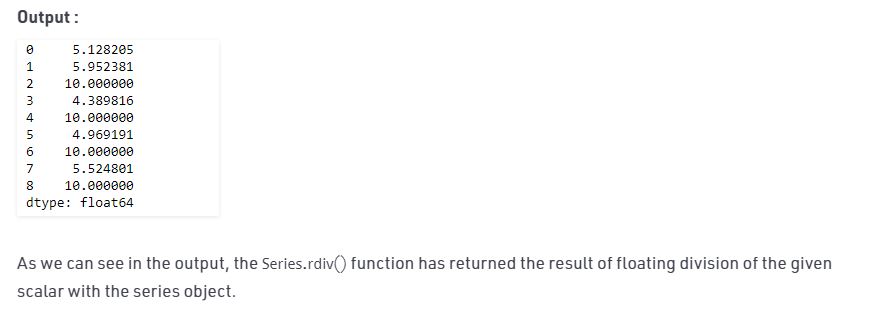 Output :
0 5.128205
1 5.952381
2 10.000000
3 4.389816
4 10.000000
5 4.969191
6 10.000000
7 5.524801
8 10.000000
dtype: float64
As we can see in the output, the Series.rdiv() function has returned the result of floating division of the given
scalar with the series object.